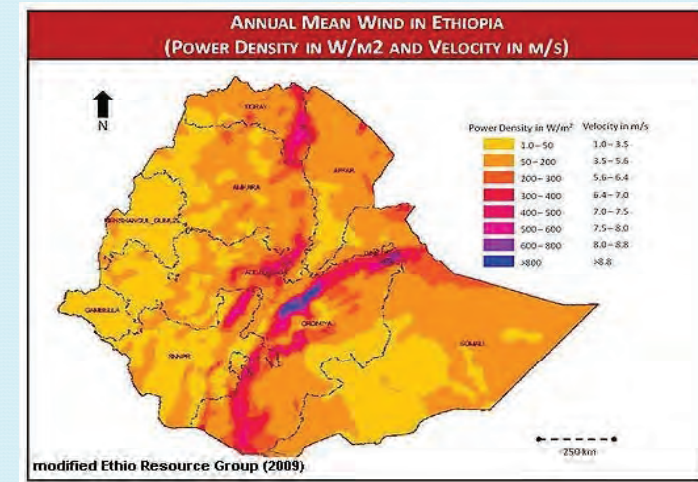 ANNUAL MEAN WIND IN ETHIOPIA
(POWER DENSITY IN W/M2 AND VELOCITY IN M/S)
N
Power Density in W/m² Velocity in m/s
1.0–50 1.0–3.5
50–200 3.5–5.6
200–300 5.6–6.4
300–400 6.4–7.0
400–500 7.0–7.5
500–600 7.5–8.0
600–800 8.0–8.8
>800 >8.8
TIGRAY
AFFAR
AMHARA
GAMBELLA
OROMIYA
SOMALI
SNNPR
250 km
modified Ethio Resource Group (2009)